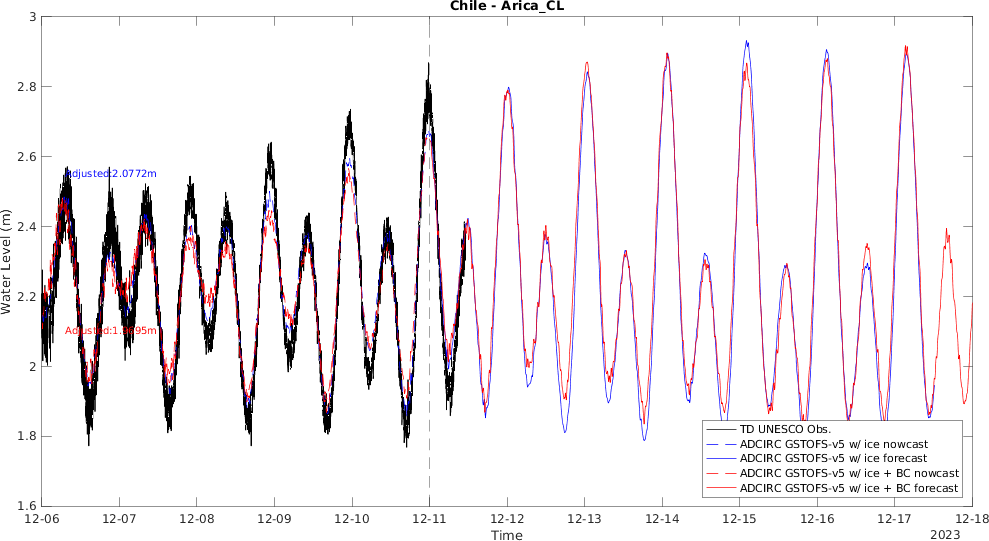 Chile - Arica_CL
Water Level (m)
3
2.8
2.6
2.4
2.2
2
1.8
1.6
Adjusted:2.0772m
12-06
12-07
12-08
12-09
12-10
12-11
12-12
12-13
12-14
12-15
12-16
12-17
12-18
Time
2023
TD UNESCO Obs.
ADCIRC GSTOFS-v5 w/ ice nowcast
ADCIRC GSTOFS-v5 w/ ice forecast
ADCIRC GSTOFS-v5 w/ ice + BC nowcast
ADCIRC GSTOFS-v5 w/ ice + BC forecast